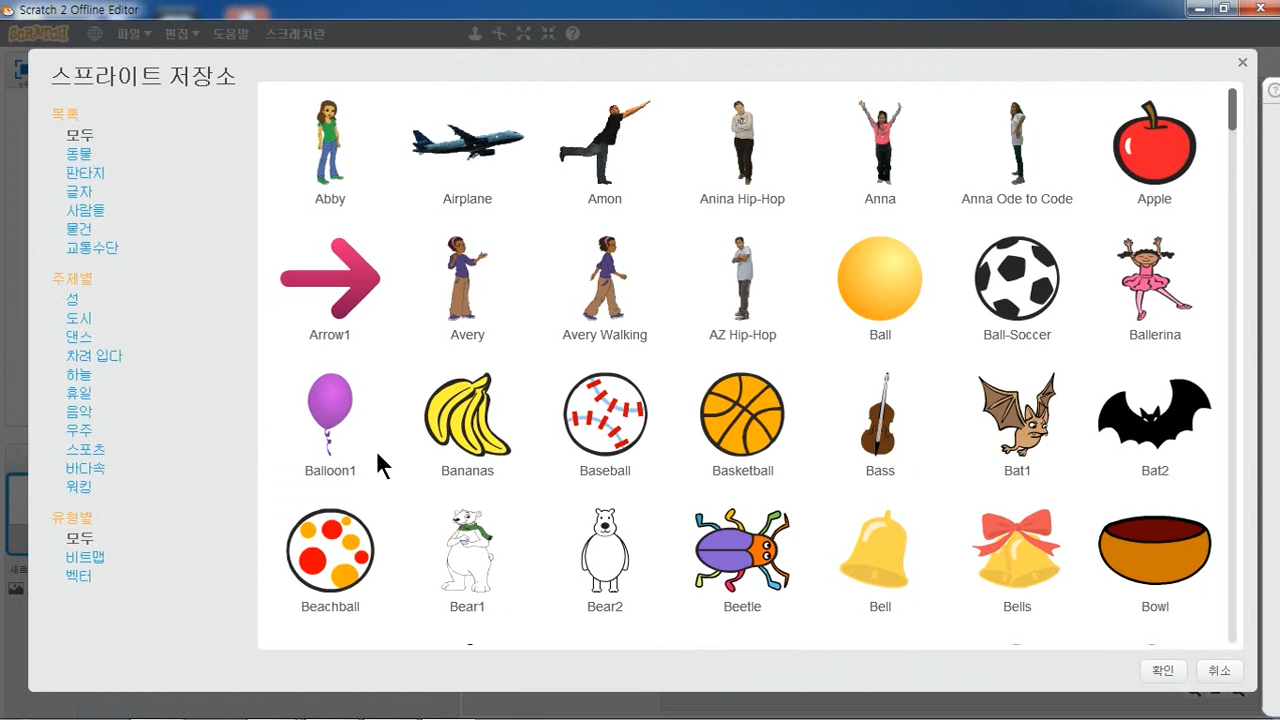 Scratch 2 Offline Editor
SCRATCH 파일 편집 도움말 스크래치란
스프라이트 저장소
목록
모두
동물
판타지
글자
사람들
물건
교통수단
주제별
성
도시
댄스
차려 입다
하늘
휴일
음악
우주
스포츠
바다속
워킹
유형별
모두
비트맵
벡터
Abby Airplane Amon Anina Hip-Hop Anna Anna Ode to Code Apple
Arrow1 Avery Avery Walking AZ Hip-Hop Ball Ball-Soccer Ballerina
Balloon1 Bananas Baseball Basketball Bass Bat1 Bat2
Beachball Bear1 Bear2 Beetle Bell Bells Bowl
확인 취소